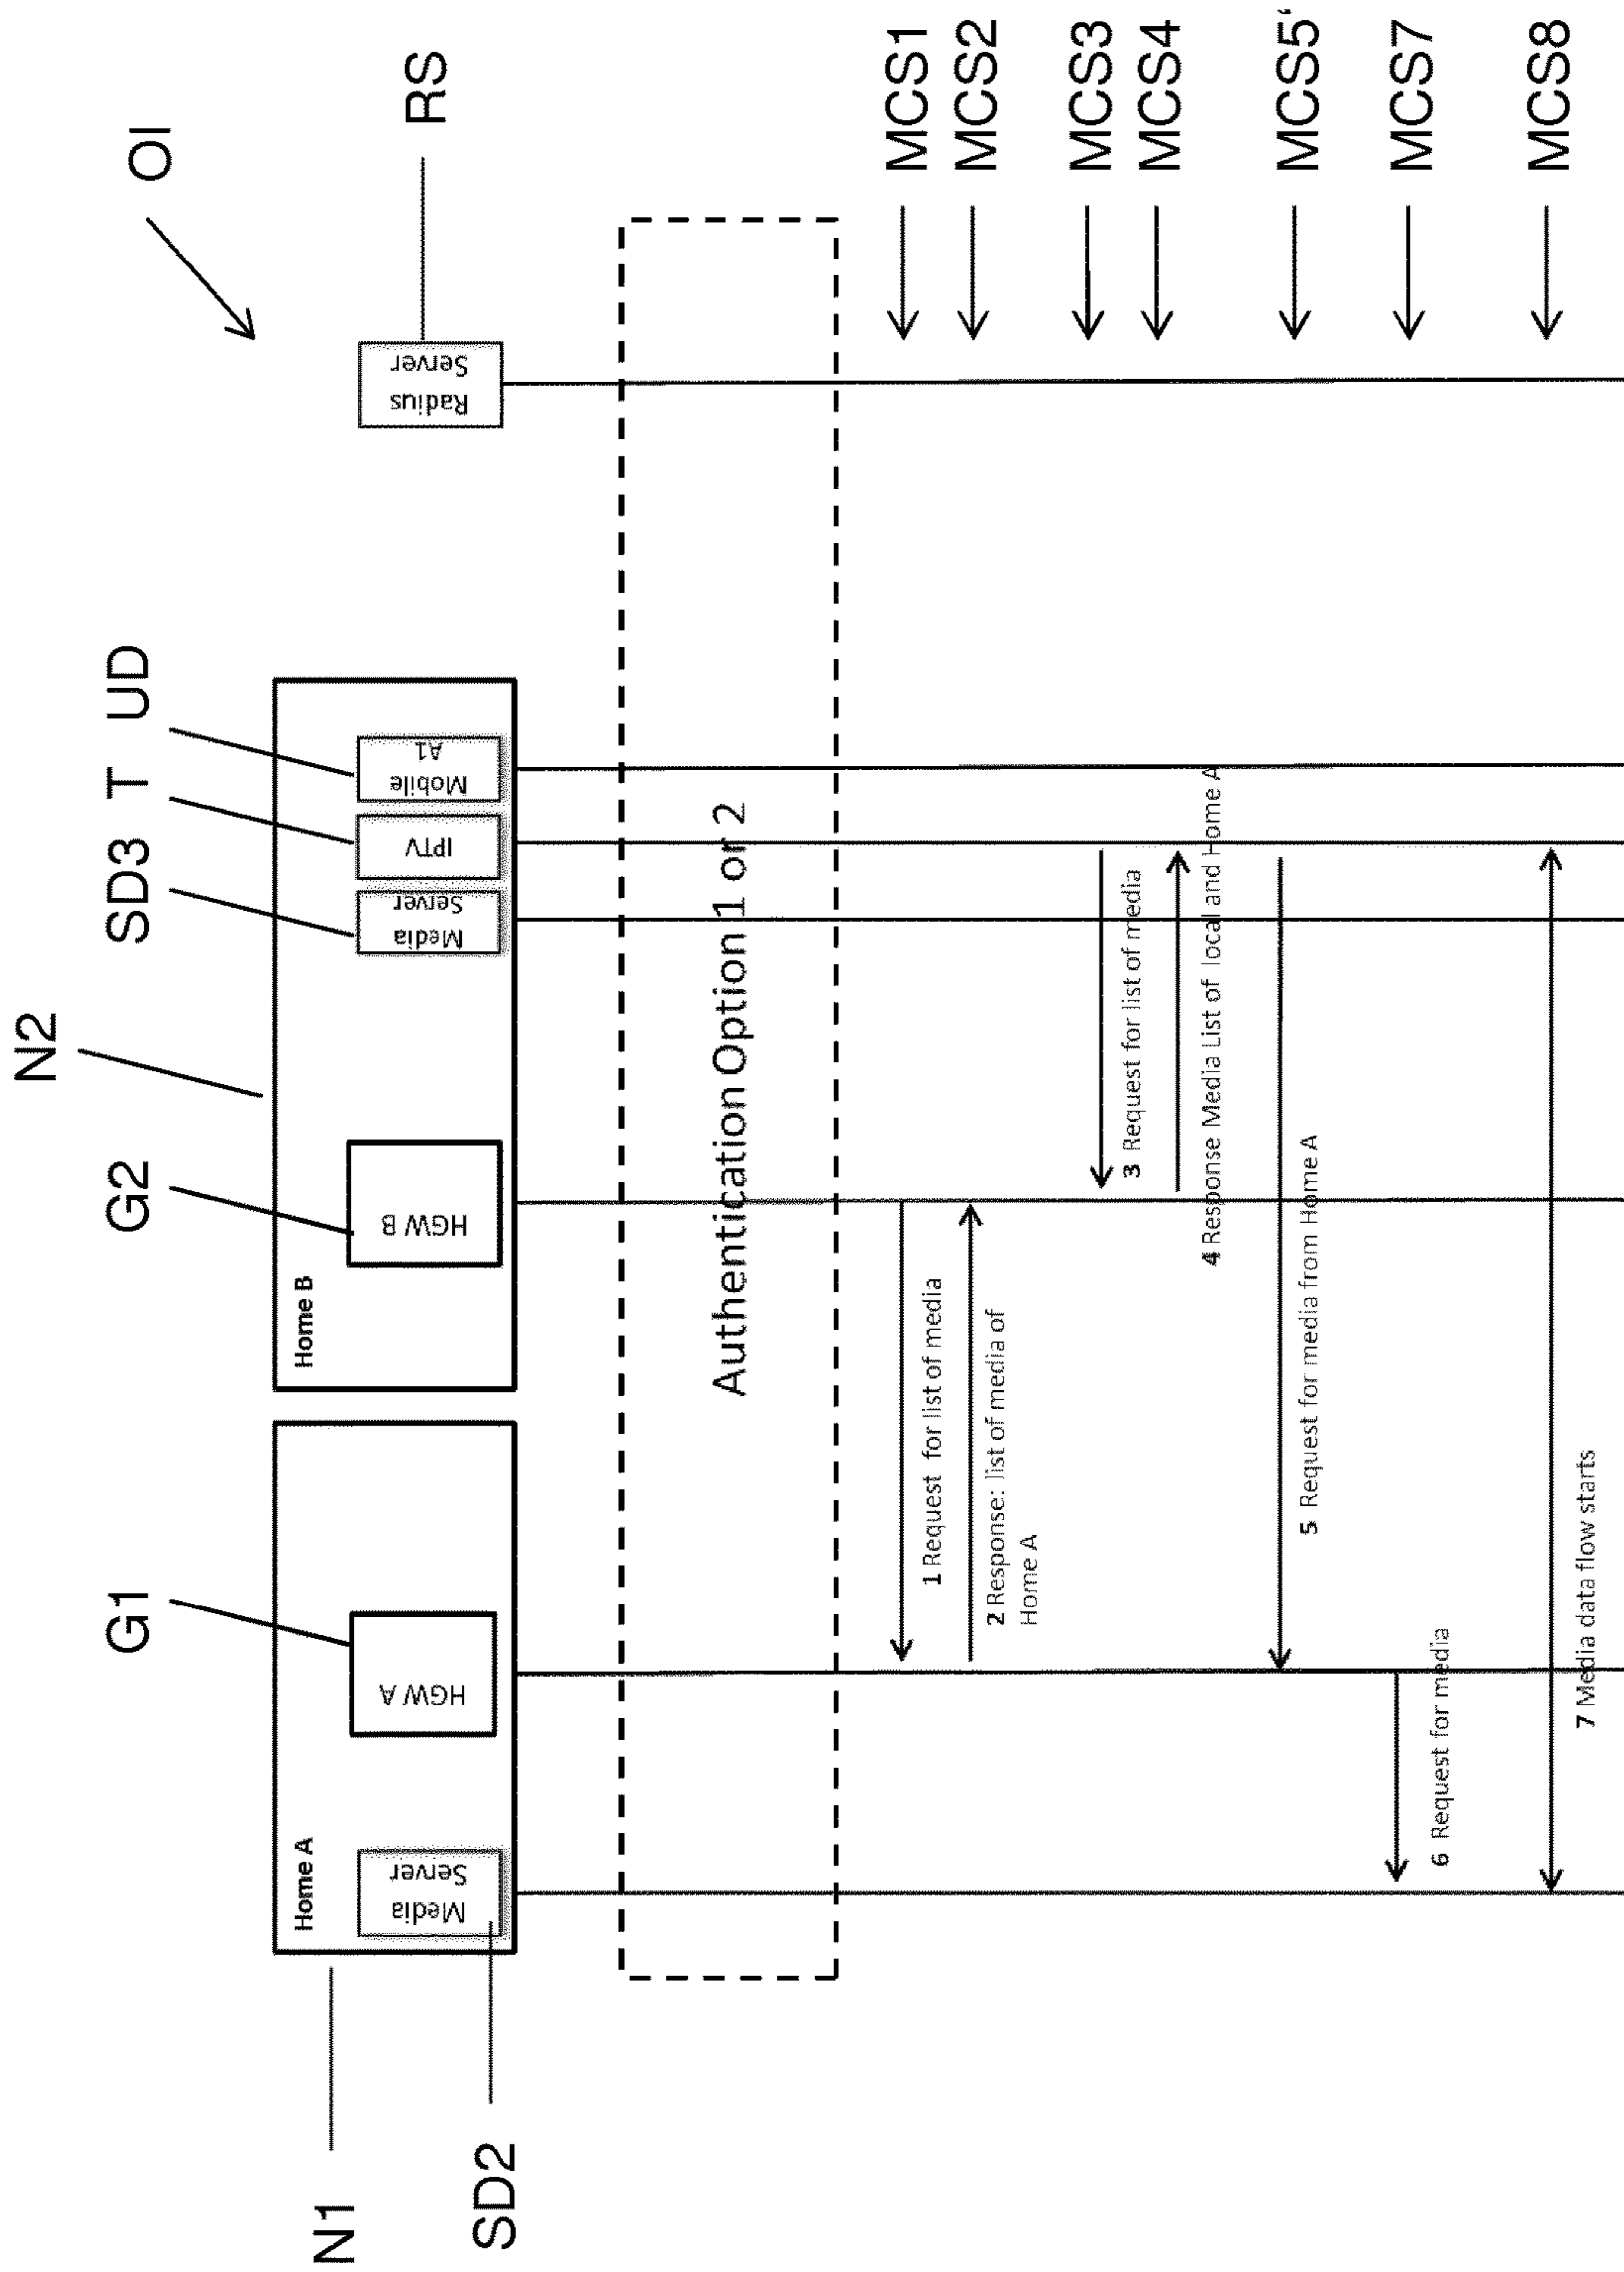 OI
RS
N2
UD
T
SD3
G2
G1
N1
SD2
Home A
Media
Server
HGW A
Home B
HGW B
Media
Server
IPTV
Mobile
A1
Radius
Server
Authentication Option 1 or 2
1 Request for list of media
MCS1
2 Response: list of media of
Home A
MCS2
3 Request for list of media
MCS3
4 Response Media List of local and Home A
MCS4
5 Request for media from Home A
MCS5‘
6 Request for media
MCS7
7 Media data flow starts
MCS8